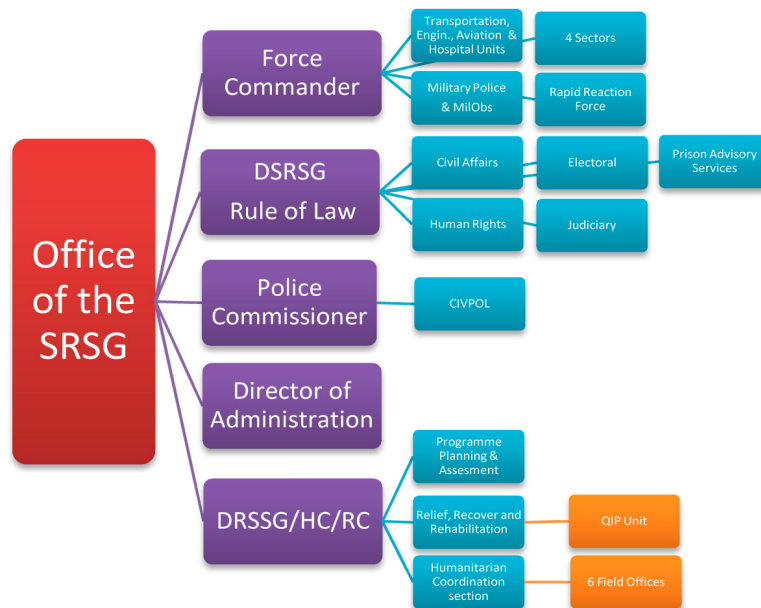 Office
of the
SRSG
Force
Commander
Transportation,
Engin., Aviation & 
Hospital Units
4 Sectors
Military Police
& MilObs
Rapid Reaction
Force
DSRSG
Rule of Law
Civil Affairs
Electoral
Prison Advisory
Services
Human Rights
Judiciary
Police
Commissioner
CIVPOL
Director of
Administration
DRSSG/HC/RC
Programme
Planning &
Assesment
Relief, Recover and
Rehabilitation
QIP Unit
Humanitarian
Coordination
section
6 Field Offices